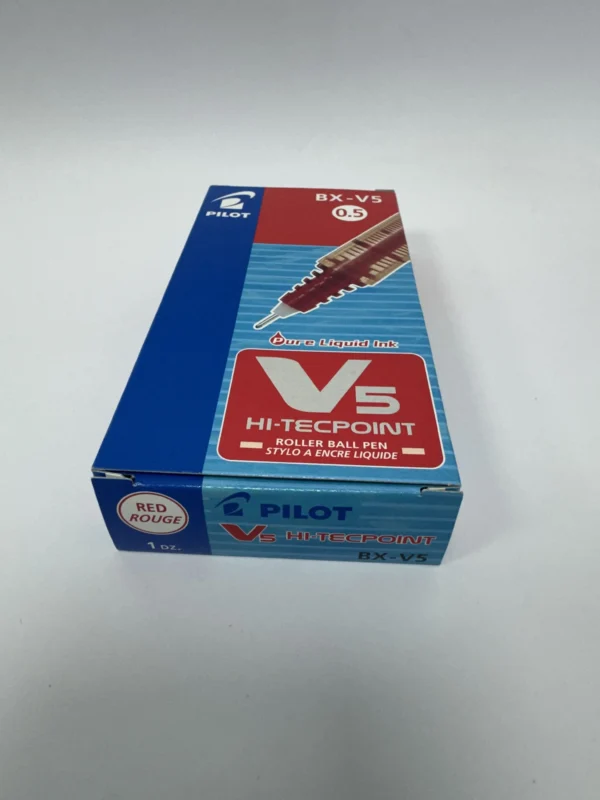 PILOT
BX-V5
0.5
Pure Liquid Ink
V5
HI-TECPOINT
ROLLER BALL PEN
STYLO A ENCRE LIQUIDE
RED
ROUGE
1 DZ.
PILOT
V5 HI-TECPOINT
BX-V5